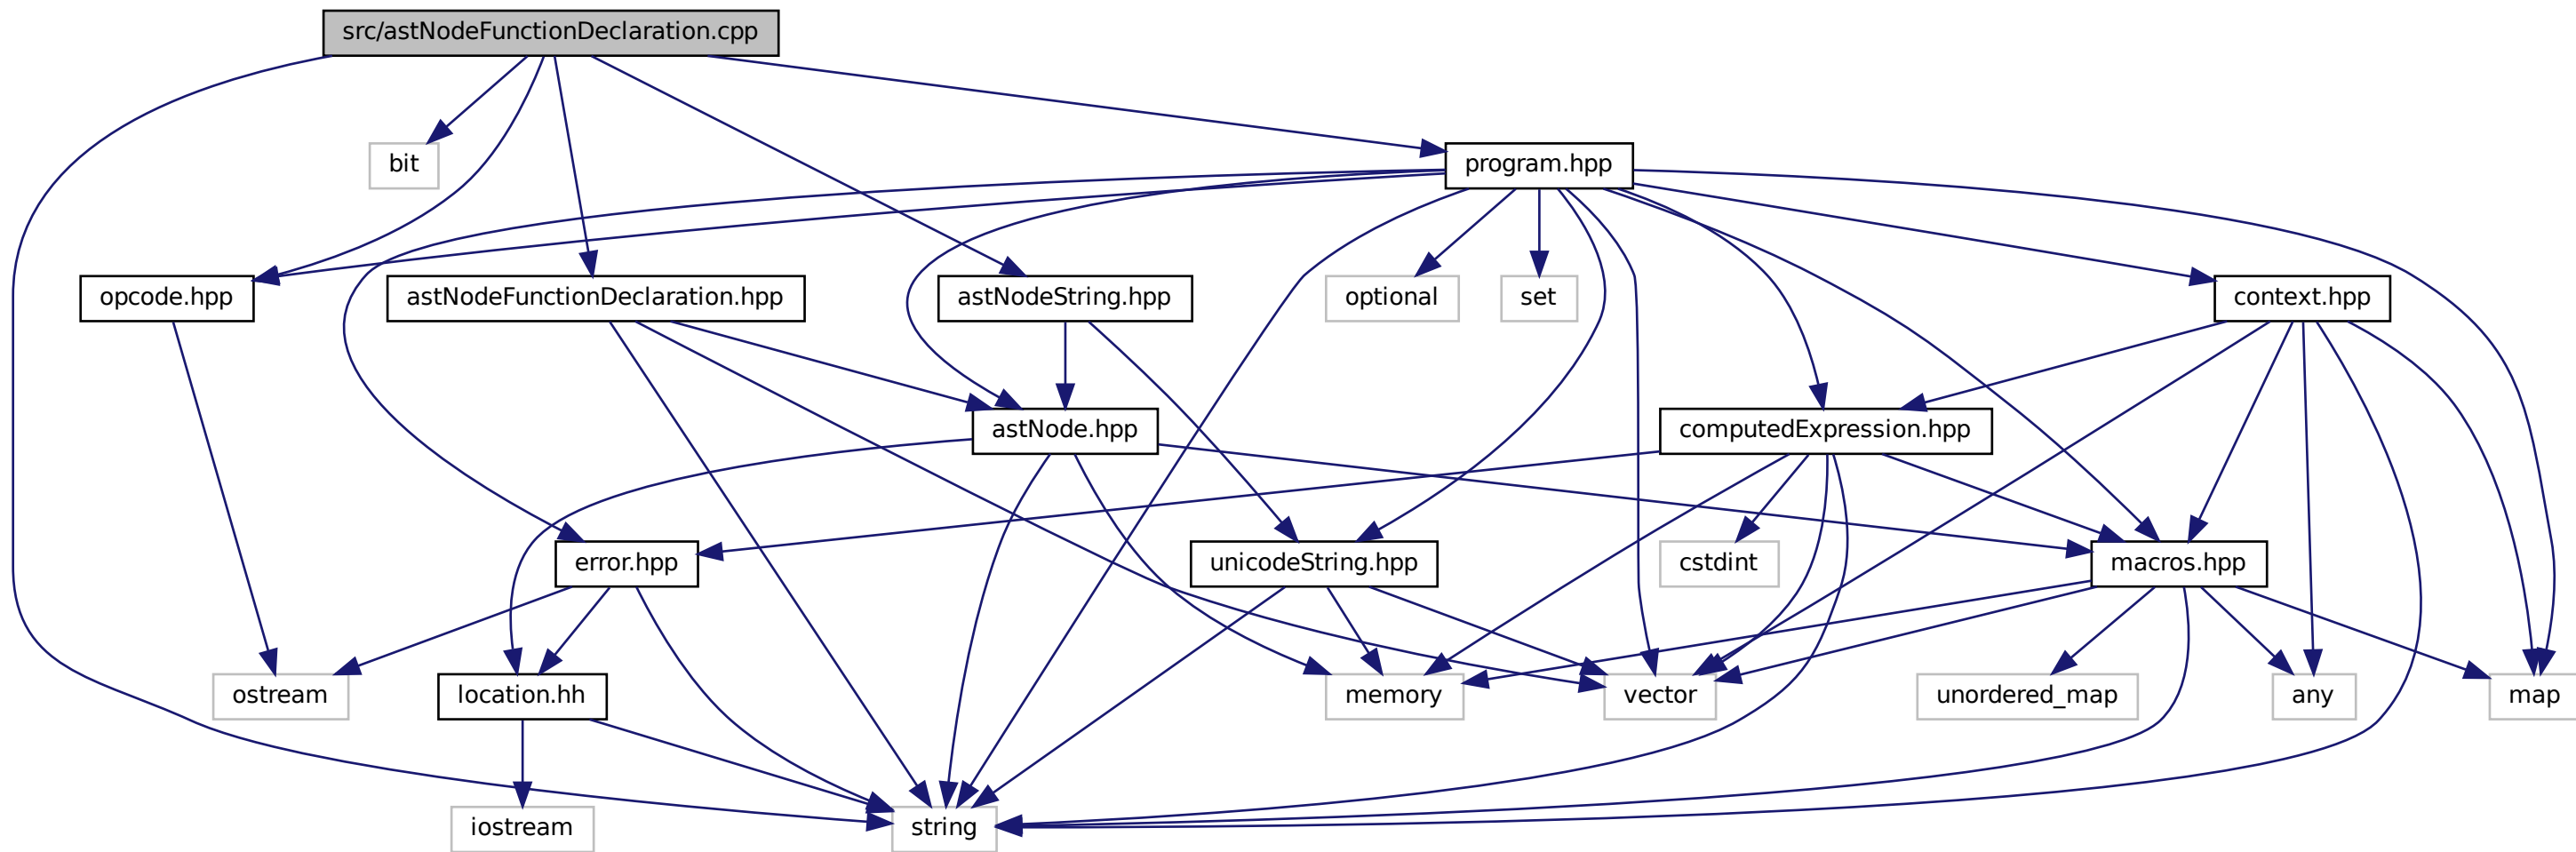 src/astNodeFunctionDeclaration.cpp
bit
program.hpp
opcode.hpp
astNodeFunctionDeclaration.hpp
astNodeString.hpp
optional
set
context.hpp
astNode.hpp
computedExpression.hpp
error.hpp
unicodeString.hpp
cstdint
macros.hpp
ostream
location.hh
memory
vector
unordered_map
any
map
iostream
string